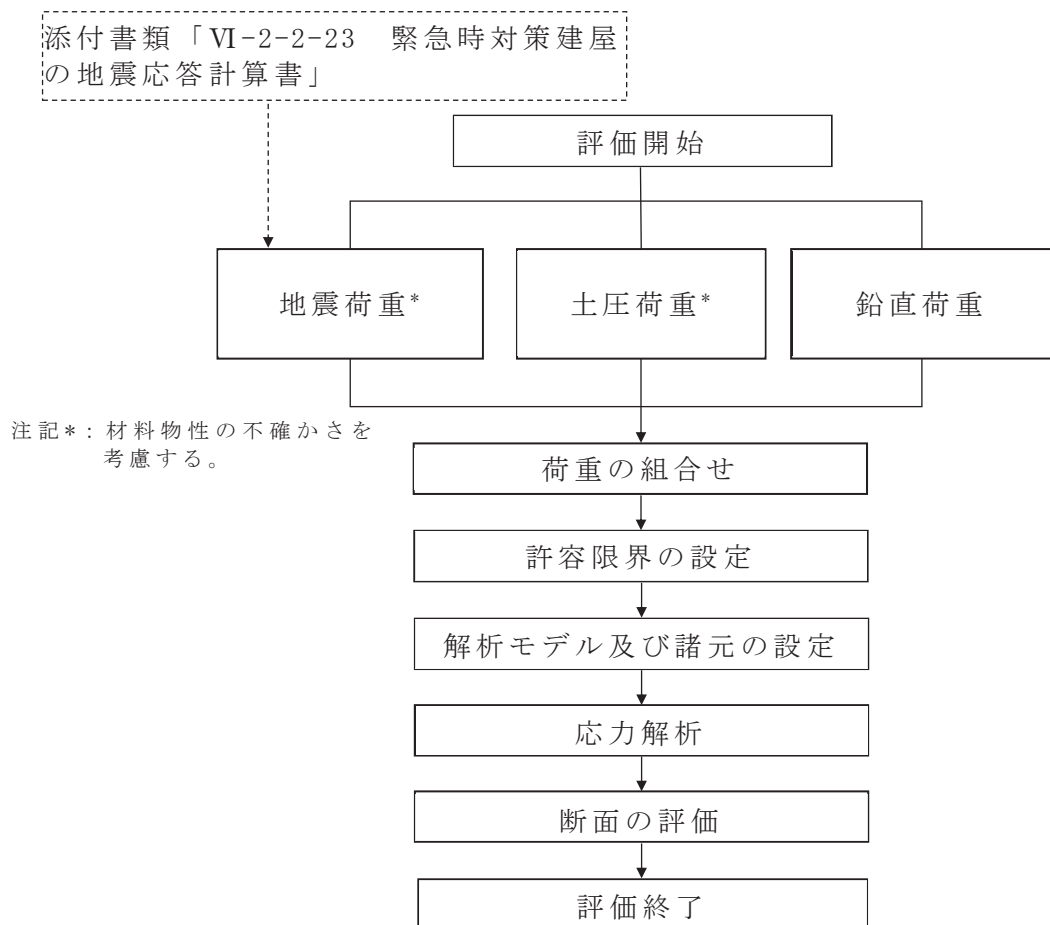 添付書類「Ⅵ-2-2-23　緊急時対策建屋
の地震応答計算書」
評価開始
地震荷重*
土圧荷重*
鉛直荷重
注記*：材料物性の不確かさを
考慮する。
荷重の組合せ
許容限界の設定
解析モデル及び諸元の設定
応力解析
断面の評価
評価終了